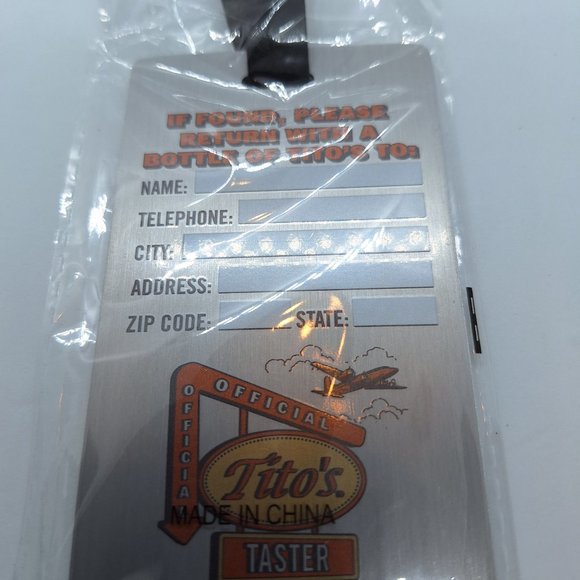 IF FOUND, PLEASE
RETURN WITH A
BOTTLE OF TITO'S TO:
NAME:
TELEPHONE:
CITY:
ADDRESS:
ZIP CODE: STATE:
OFFICIAL
OFFICIA
Tito's.
MADE IN CHINA
TASTER